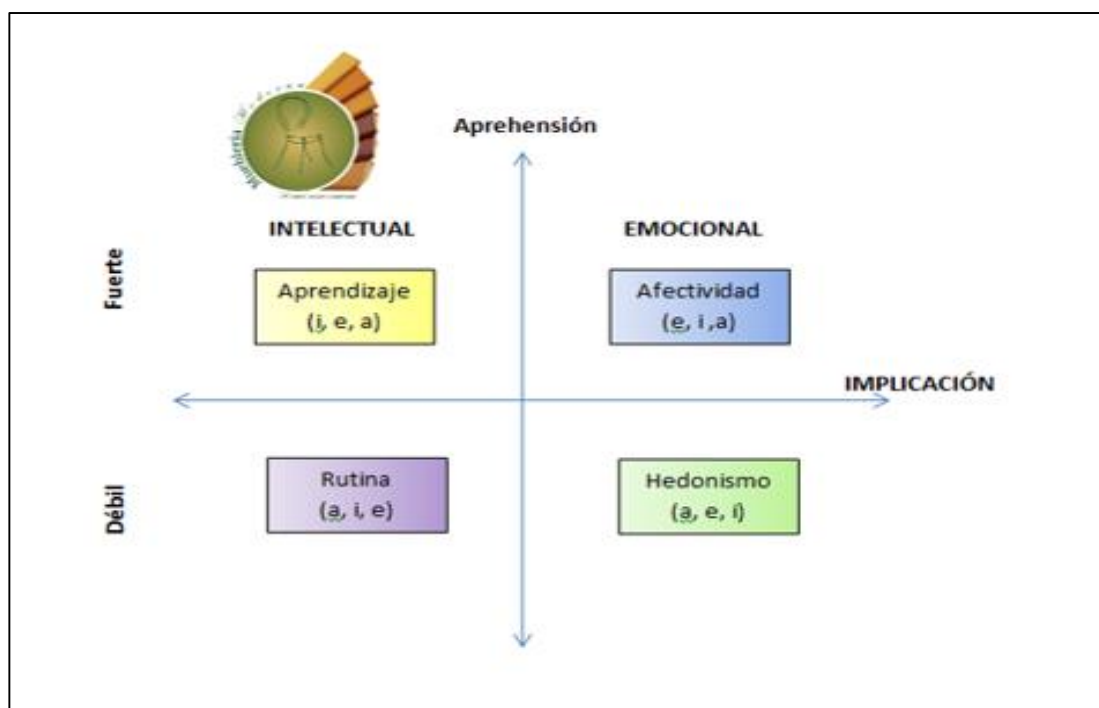 Aprehensión
INTELECTUAL
EMOCIONAL
Fuerte
Aprendizaje
(i, e, a)
Afectividad
(e, i ,a)
IMPLICACIÓN
Débil
Rutina
(a, i, e)
Hedonismo
(a, e, i)